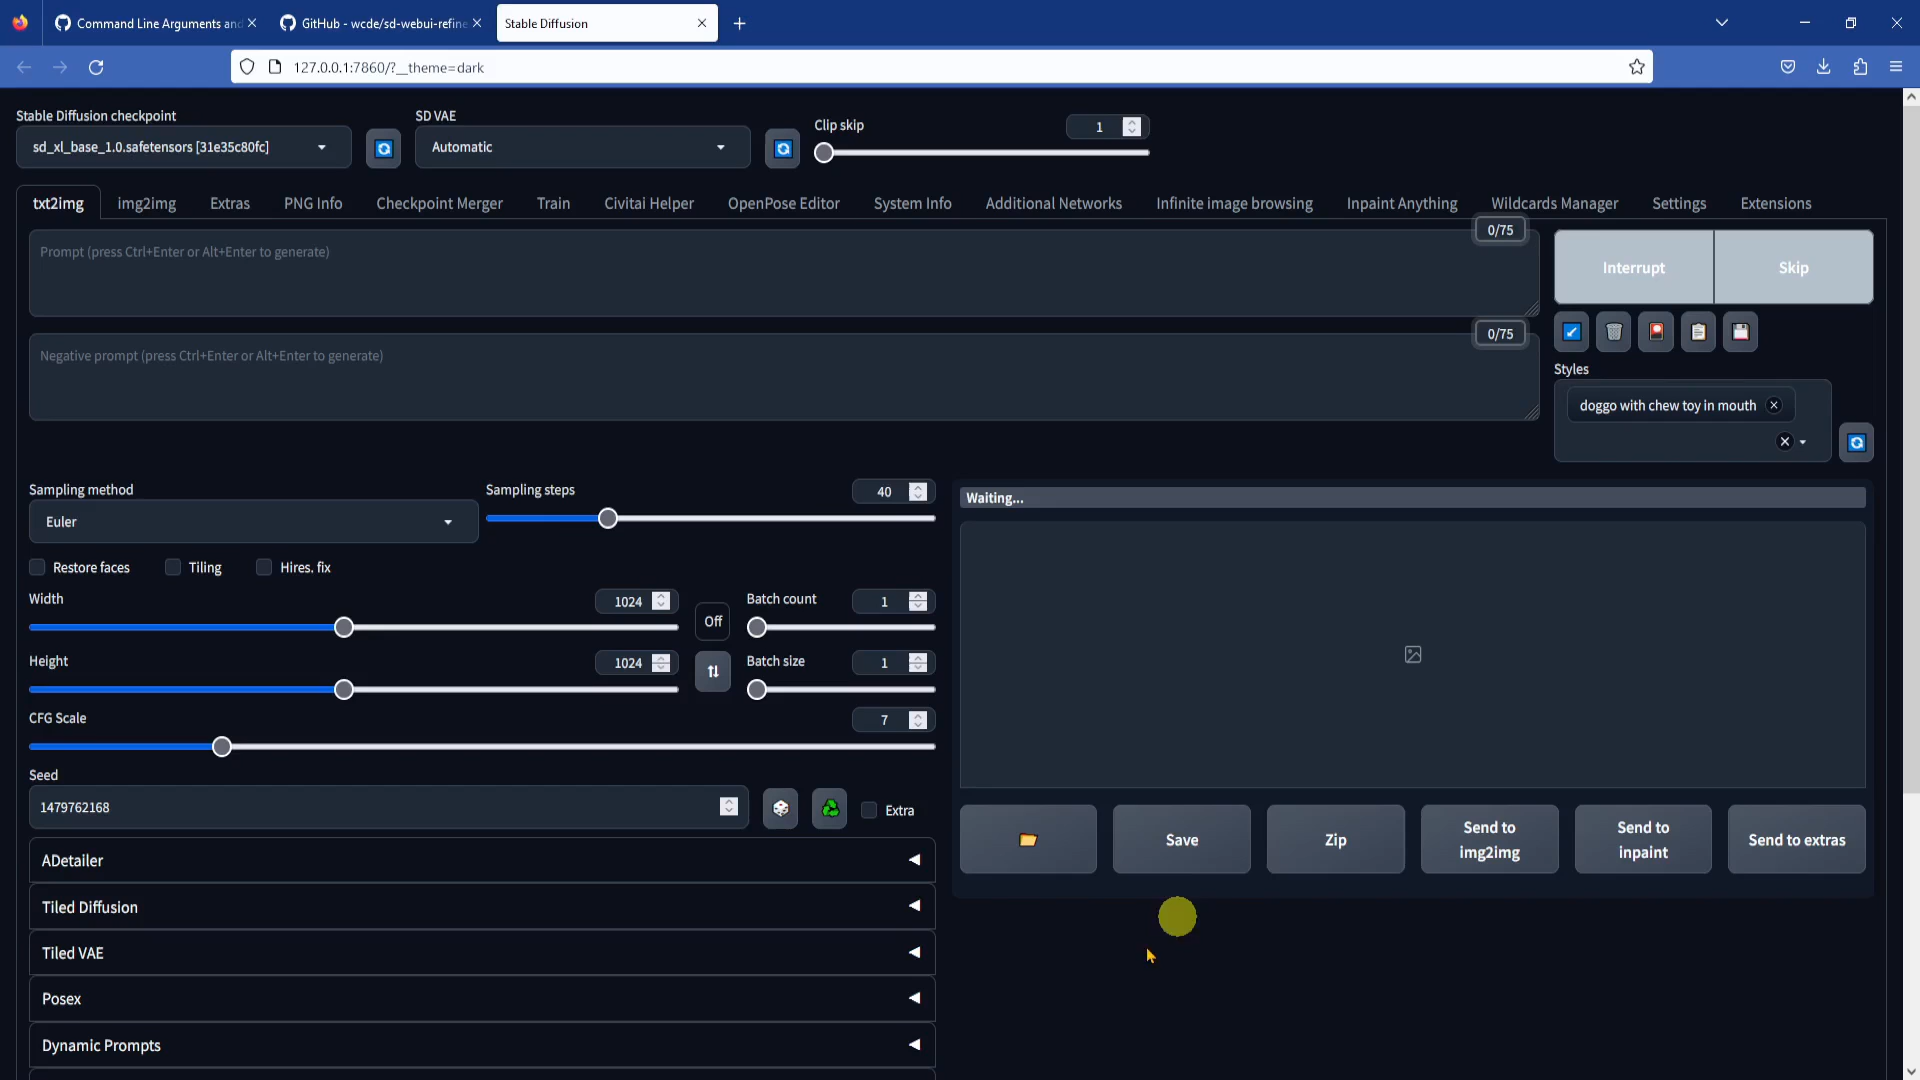 Command Line Arguments and
GitHub - wcde/sd-webui-refine
Stable Diffusion
127.0.0.1:7860/?__theme=dark
Stable Diffusion checkpoint
sd_xl_base_1.0.safetensors [31e35c80fc]
SD VAE
Automatic
Clip skip
1
txt2img
img2img
Extras
PNG Info
Checkpoint Merger
Train
Civitai Helper
OpenPose Editor
System Info
Additional Networks
Infinite image browsing
Inpaint Anything
Wildcards Manager
Settings
Extensions
Prompt (press Ctrl+Enter or Alt+Enter to generate)
0/75
Negative prompt (press Ctrl+Enter or Alt+Enter to generate)
0/75
Interrupt
Skip
Styles
doggo with chew toy in mouth
Sampling method
Euler
Sampling steps
40
Restore faces
Tiling
Hires. fix
Width
1024
Off
Batch count
1
Height
1024
Batch size
1
CFG Scale
7
Seed
1479762168
Extra
ADetailer
Tiled Diffusion
Tiled VAE
Posex
Dynamic Prompts
Waiting...
Save
Zip
Send to
img2img
Send to
inpaint
Send to extras